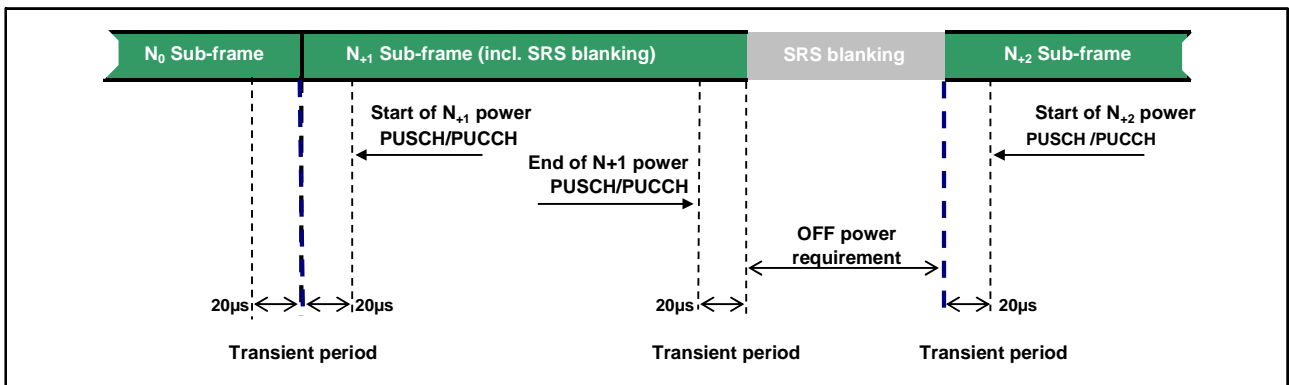 N₀ Sub-frame
N₊₁ Sub-frame (incl. SRS blanking)
SRS blanking
N₊₂ Sub-frame
Start of N₊₁ power
PUSCH/PUCCH
End of N+1 power
PUSCH/PUCCH
Start of N₊₂ power
PUSCH /PUCCH
OFF power
requirement
20µs
20µs
20µs
20µs
Transient period
Transient period
Transient period